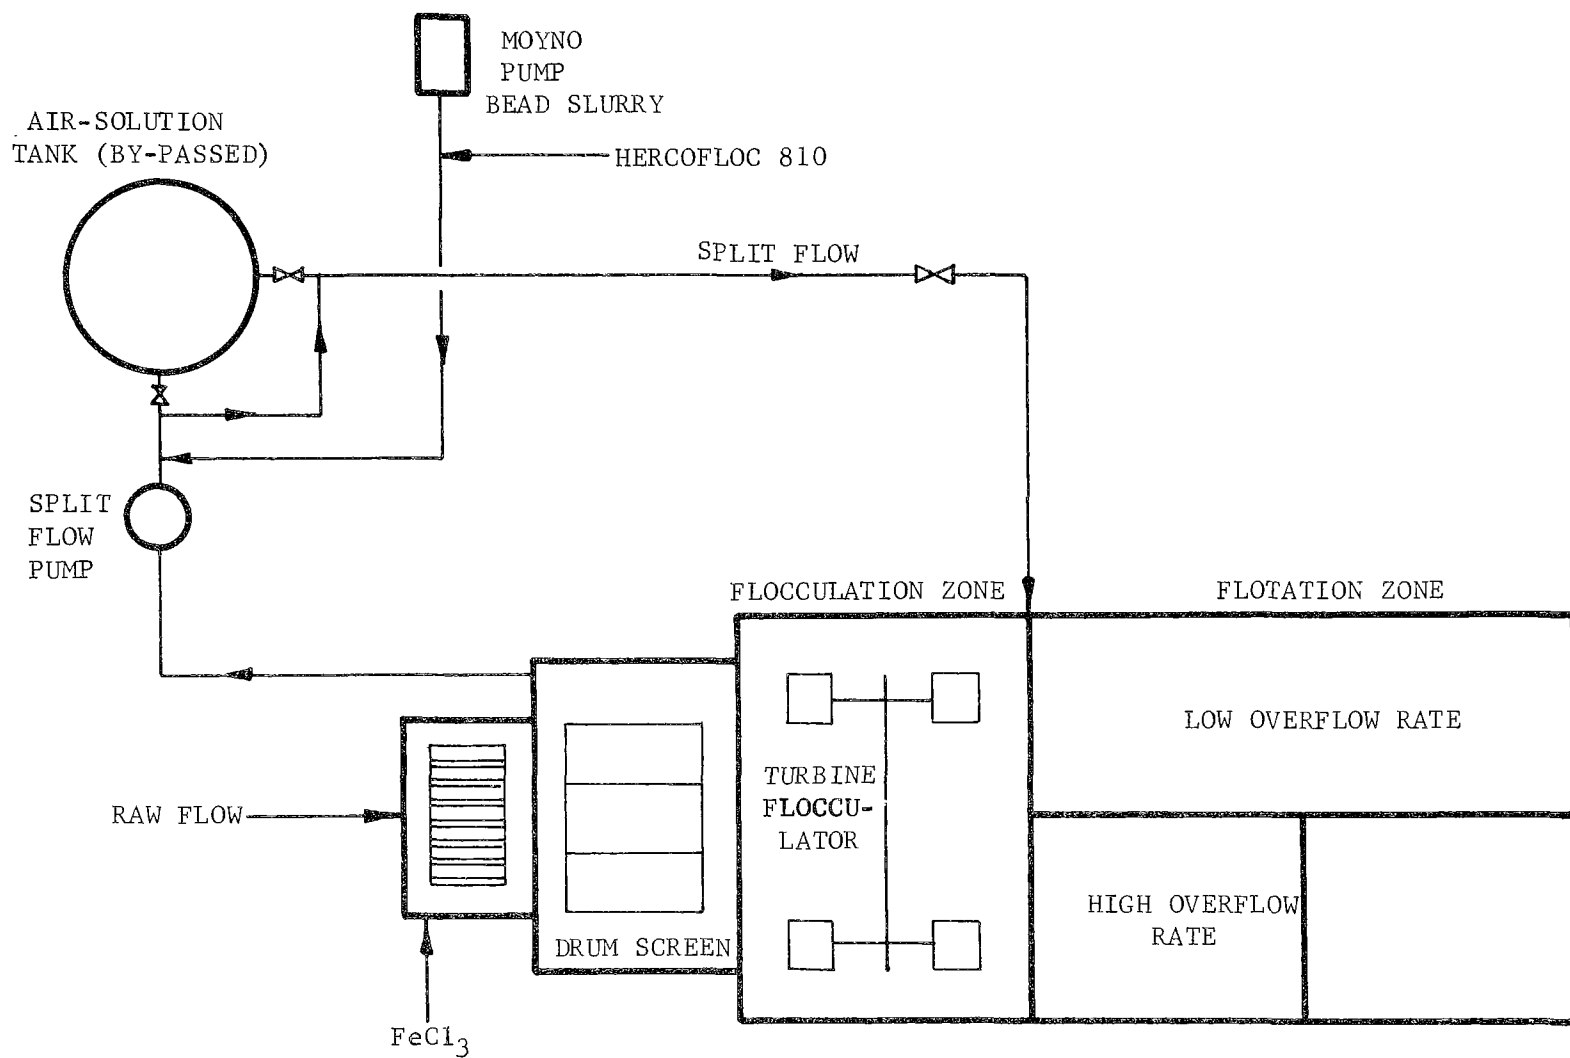 MOYNO
PUMP
BEAD SLURRY
AIR-SOLUTION
TANK (BY-PASSED)
HERCOFLOC 810
SPLIT FLOW
SPLIT
FLOW
PUMP
FLOCCULATION ZONE
FLOTATION ZONE
LOW OVERFLOW RATE
TURBINE
FLOCCU-
LATOR
RAW FLOW
HIGH OVERFLOW
RATE
DRUM SCREEN
FeCl3